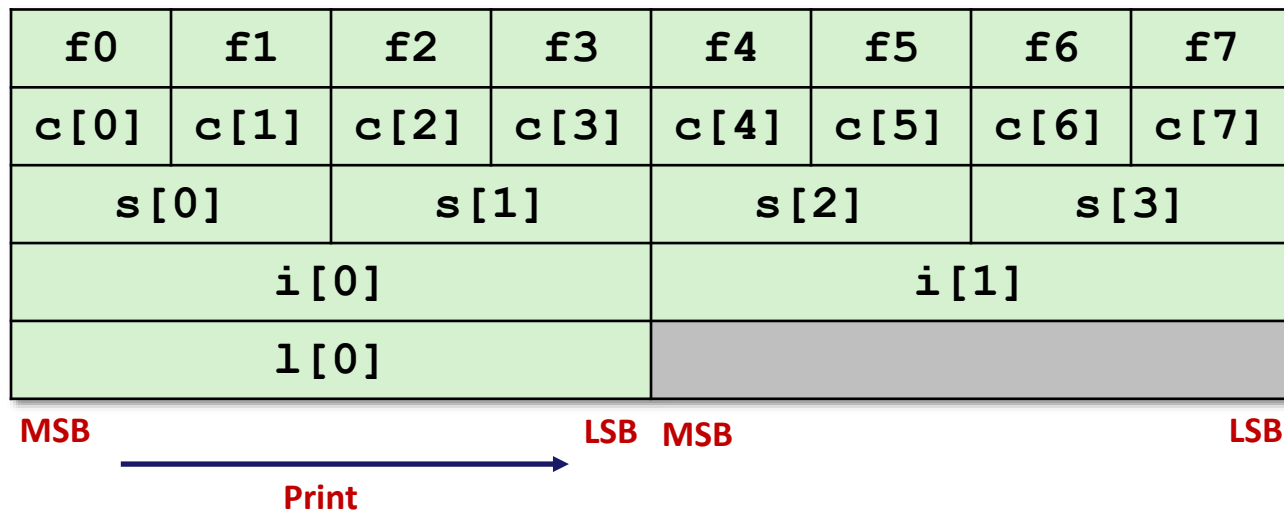 f0 f1 f2 f3 f4 f5 f6 f7
c[0] c[1] c[2] c[3] c[4] c[5] c[6] c[7]
s[0] s[1] s[2] s[3]
i[0] i[1]
l[0]
MSB LSB MSB LSB
Print